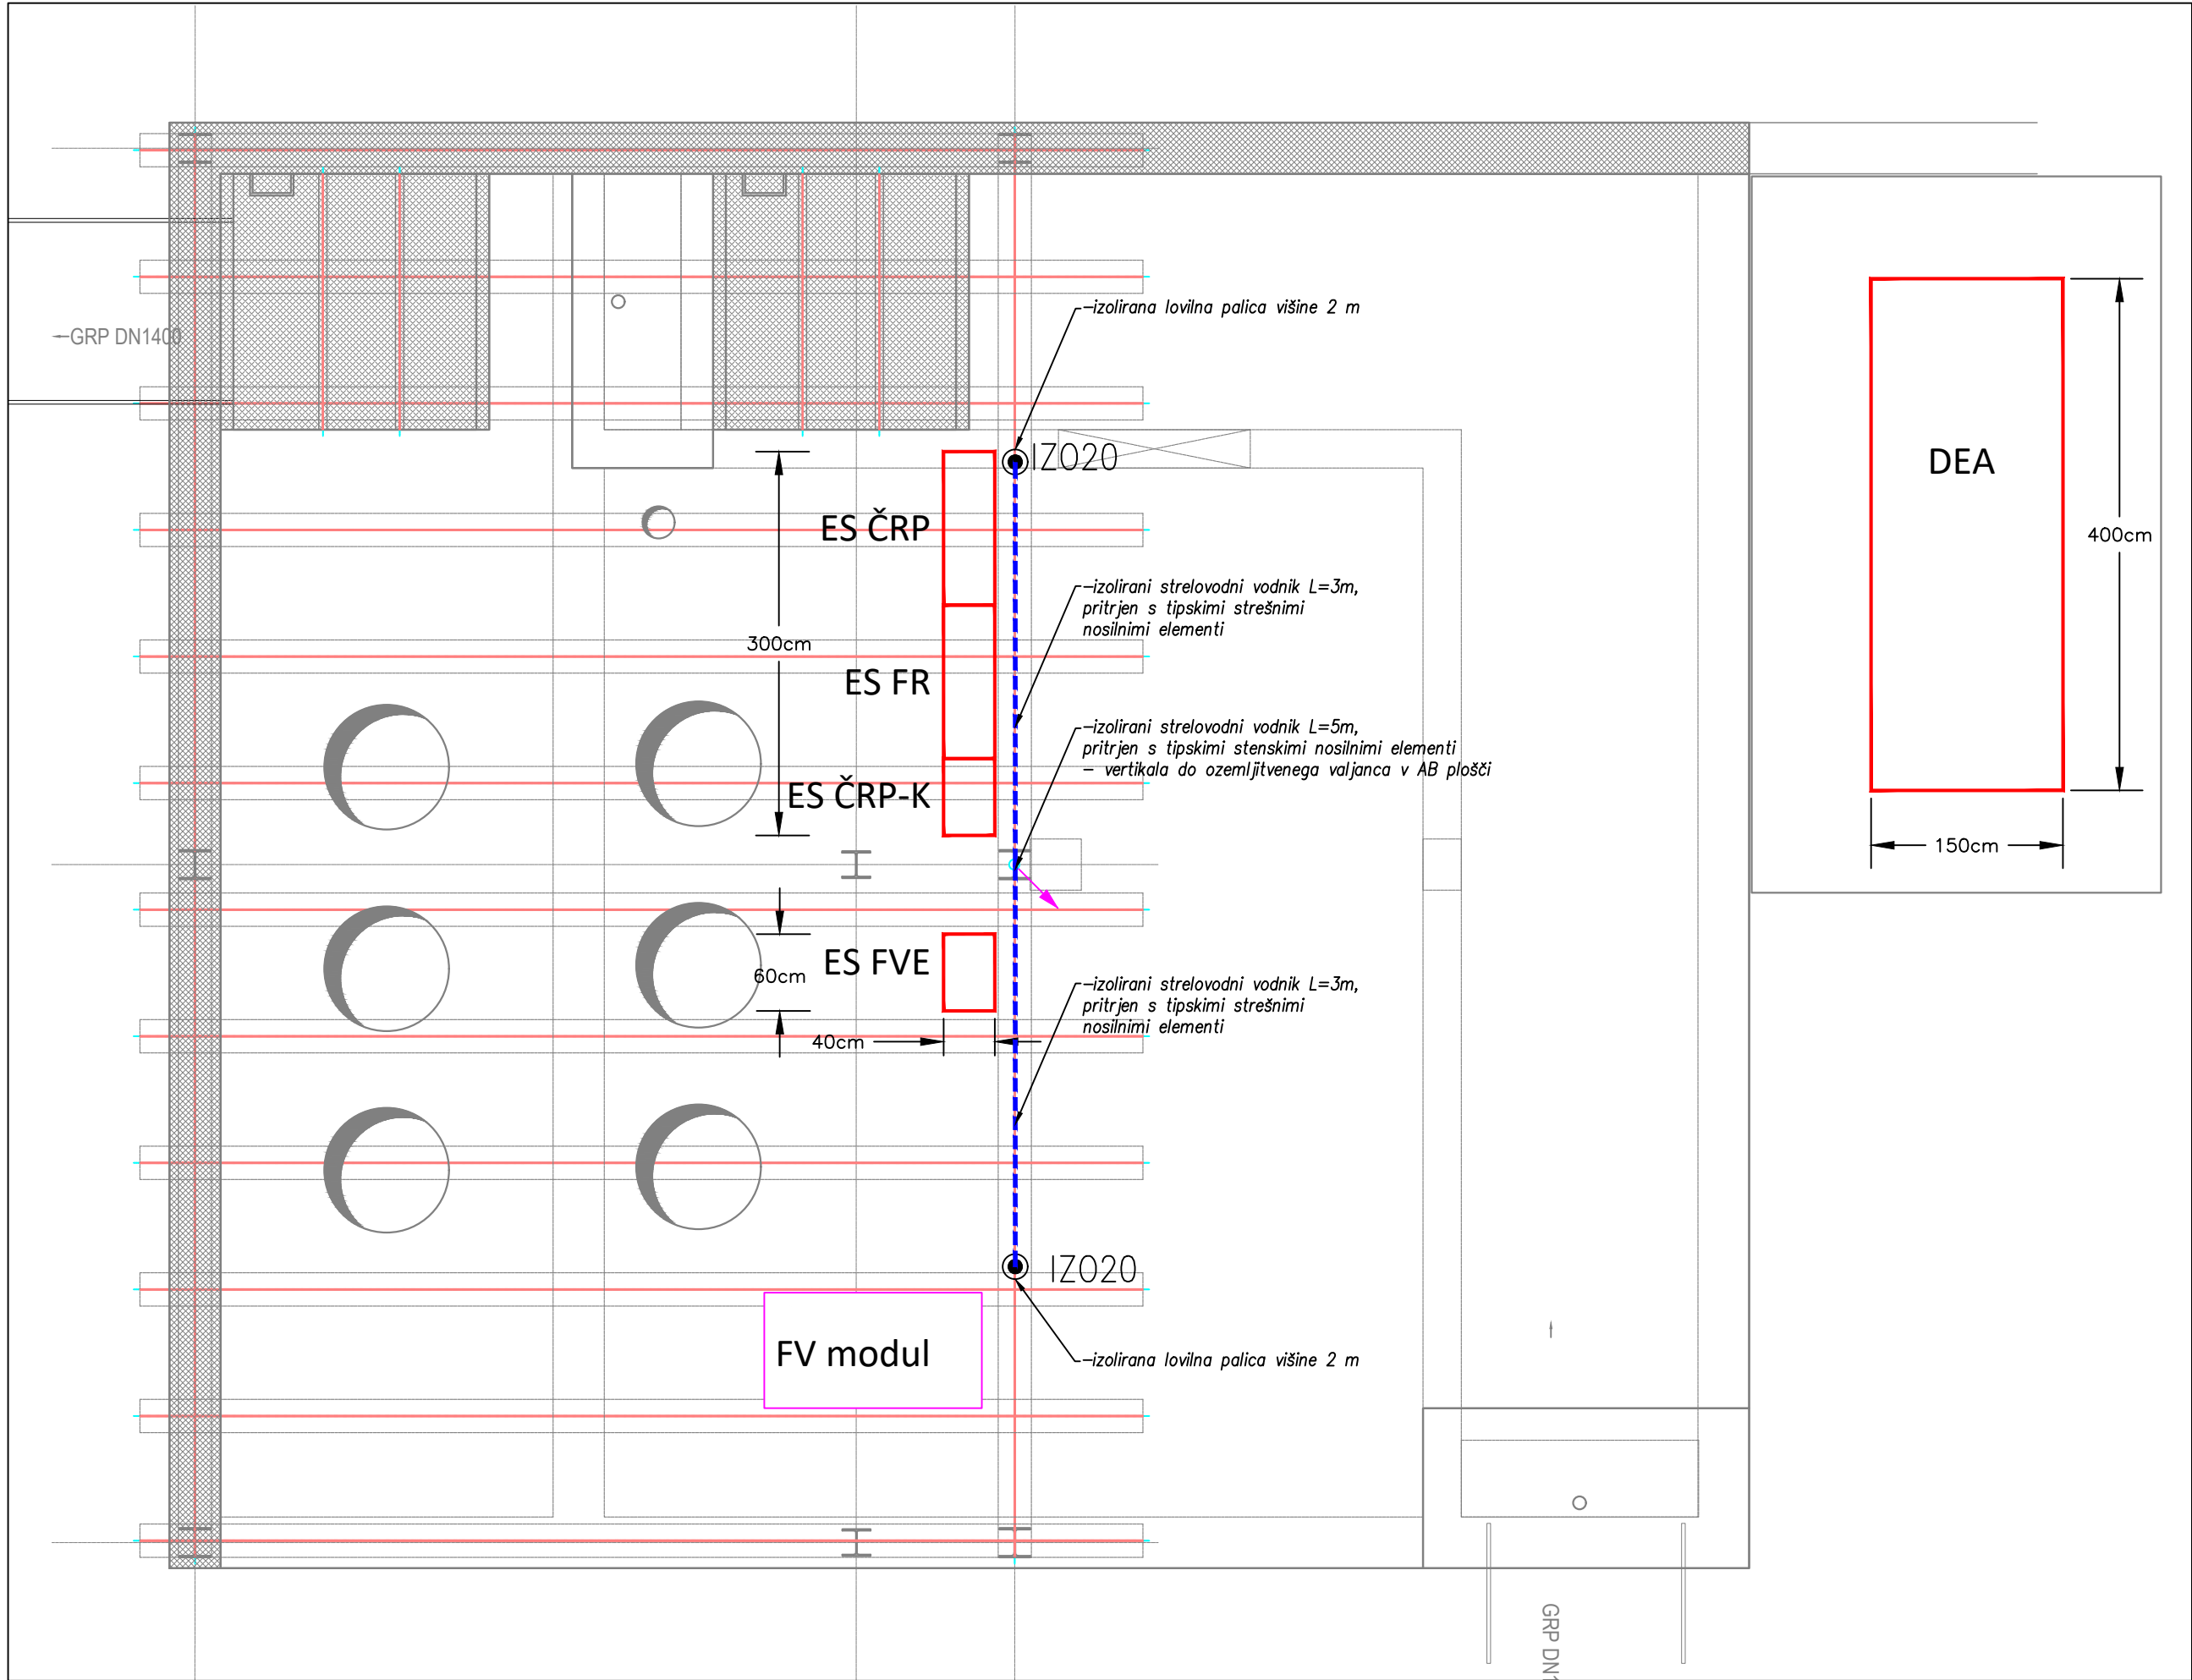 —izolirana lovilna palica višine 2 m
GRP DN1400
IZO20
DEA
ES ČRP
400cm
—izolirani strelovodni vodnik L=3m,
pritrjen s tipskimi strešnimi
nosilnimi elementi
300cm
ES FR
—izolirani strelovodni vodnik L=5m,
pritrjen s tipskimi stenskimi nosilnimi elementi
– vertikala do ozemljitvenega valjanca v AB plošči
ES ČRP-K
150cm
ES FVE
60cm
—izolirani strelovodni vodnik L=3m,
pritrjen s tipskimi strešnimi
nosilnimi elementi
40cm
IZO20
FV modul
—izolirana lovilna palica višine 2 m
GRP DN1